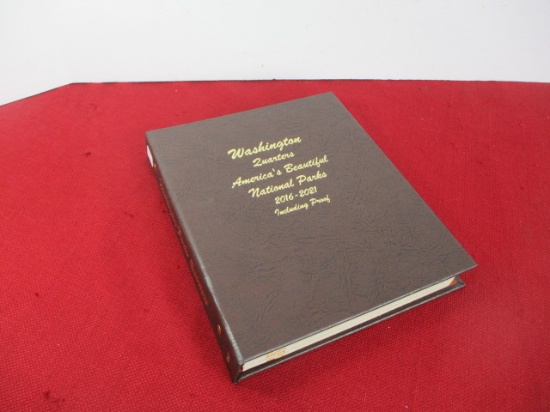 Washington
Quarters
America's Beautiful
National Parks
2016-2021
Including Proof